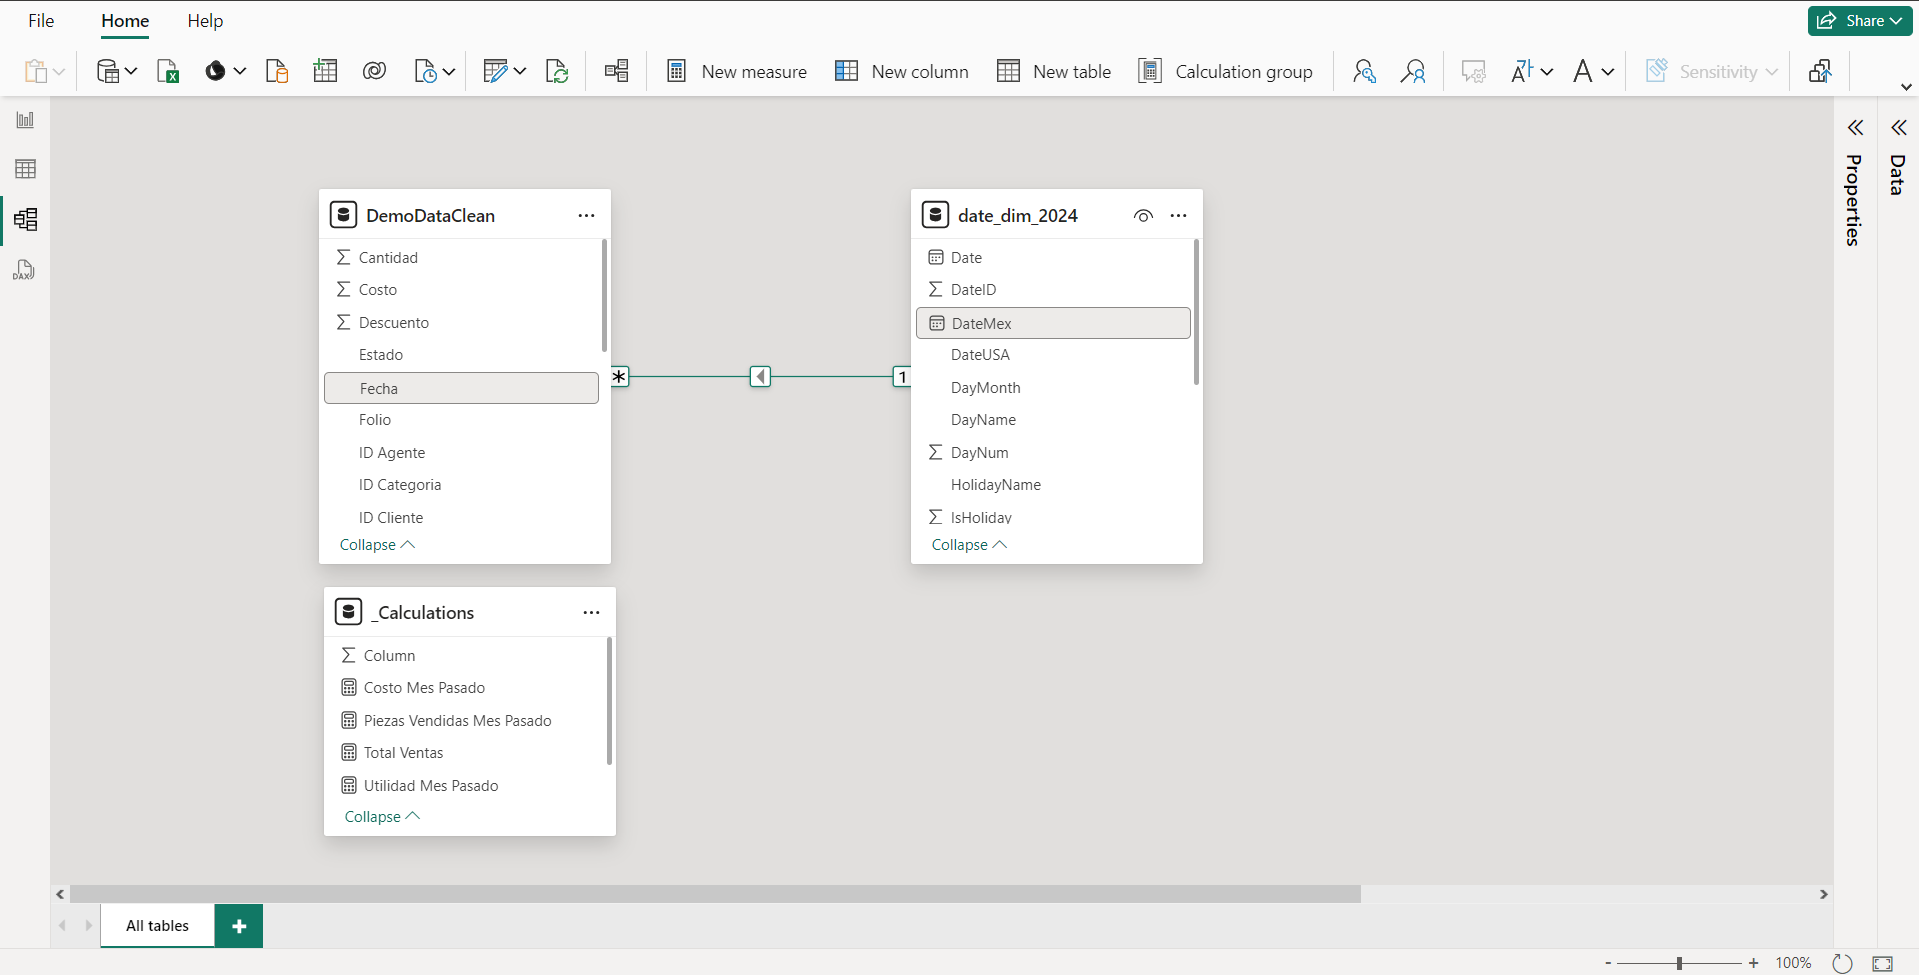 File Home Help
Share
New measure New column New table Calculation group Sensitivity
DAX
Properties
Data
DemoDataClean
Cantidad
Costo
Descuento
Estado
Fecha
Folio
ID Agente
ID Categoria
ID Cliente
Collapse
* 1
date_dim_2024
Date
DateID
DateMex
DateUSA
DayMonth
DayName
DayNum
HolidayName
IsHoliday
Collapse
_Calculations
Column
Costo Mes Pasado
Piezas Vendidas Mes Pasado
Total Ventas
Utilidad Mes Pasado
Collapse
All tables +
- + 100%